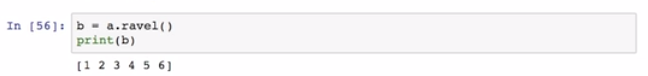 In [56]: b = a.ravel()
print(b)
[1 2 3 4 5 6]